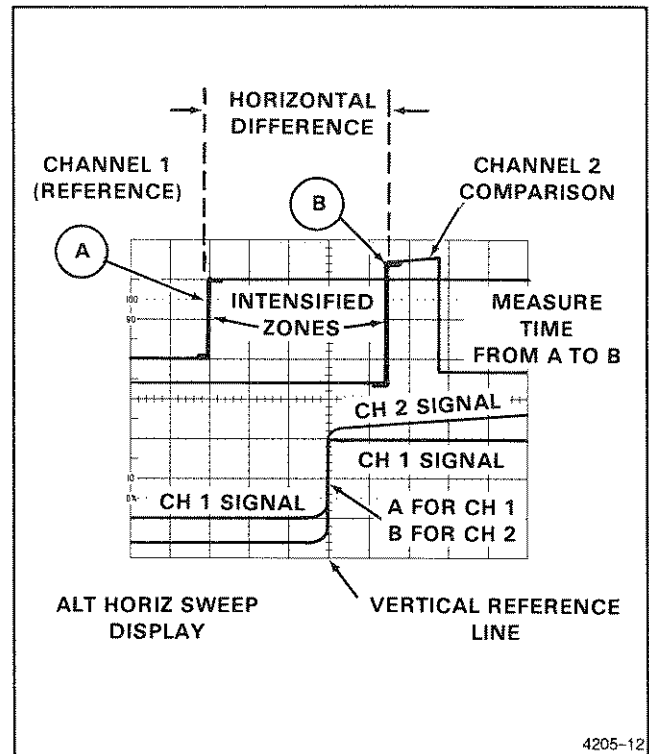 HORIZONTAL
DIFFERENCE
CHANNEL 1
(REFERENCE)
CHANNEL 2
COMPARISON
A
B
100
90
INTENSIFIED
ZONES
MEASURE
TIME
FROM A TO B
CH 2 SIGNAL
CH 1 SIGNAL
CH 1 SIGNAL
10
0%
A FOR CH 1
B FOR CH 2
ALT HORIZ SWEEP
DISPLAY
VERTICAL REFERENCE
LINE
4205-12